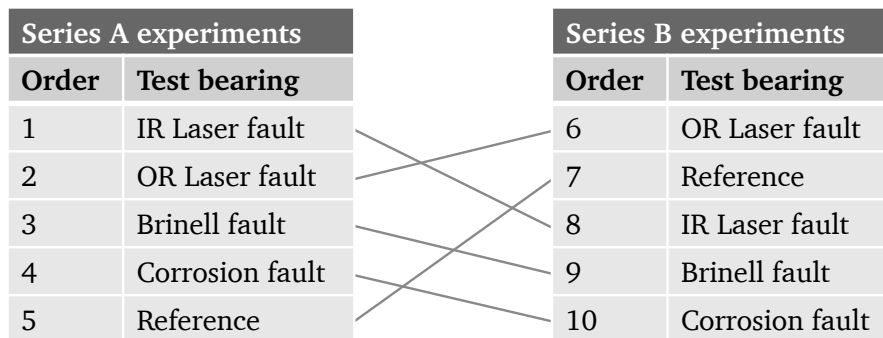 Series A experiments
Order Test bearing
1 IR Laser fault
2 OR Laser fault
3 Brinell fault
4 Corrosion fault
5 Reference
Series B experiments
Order Test bearing
6 OR Laser fault
7 Reference
8 IR Laser fault
9 Brinell fault
10 Corrosion fault